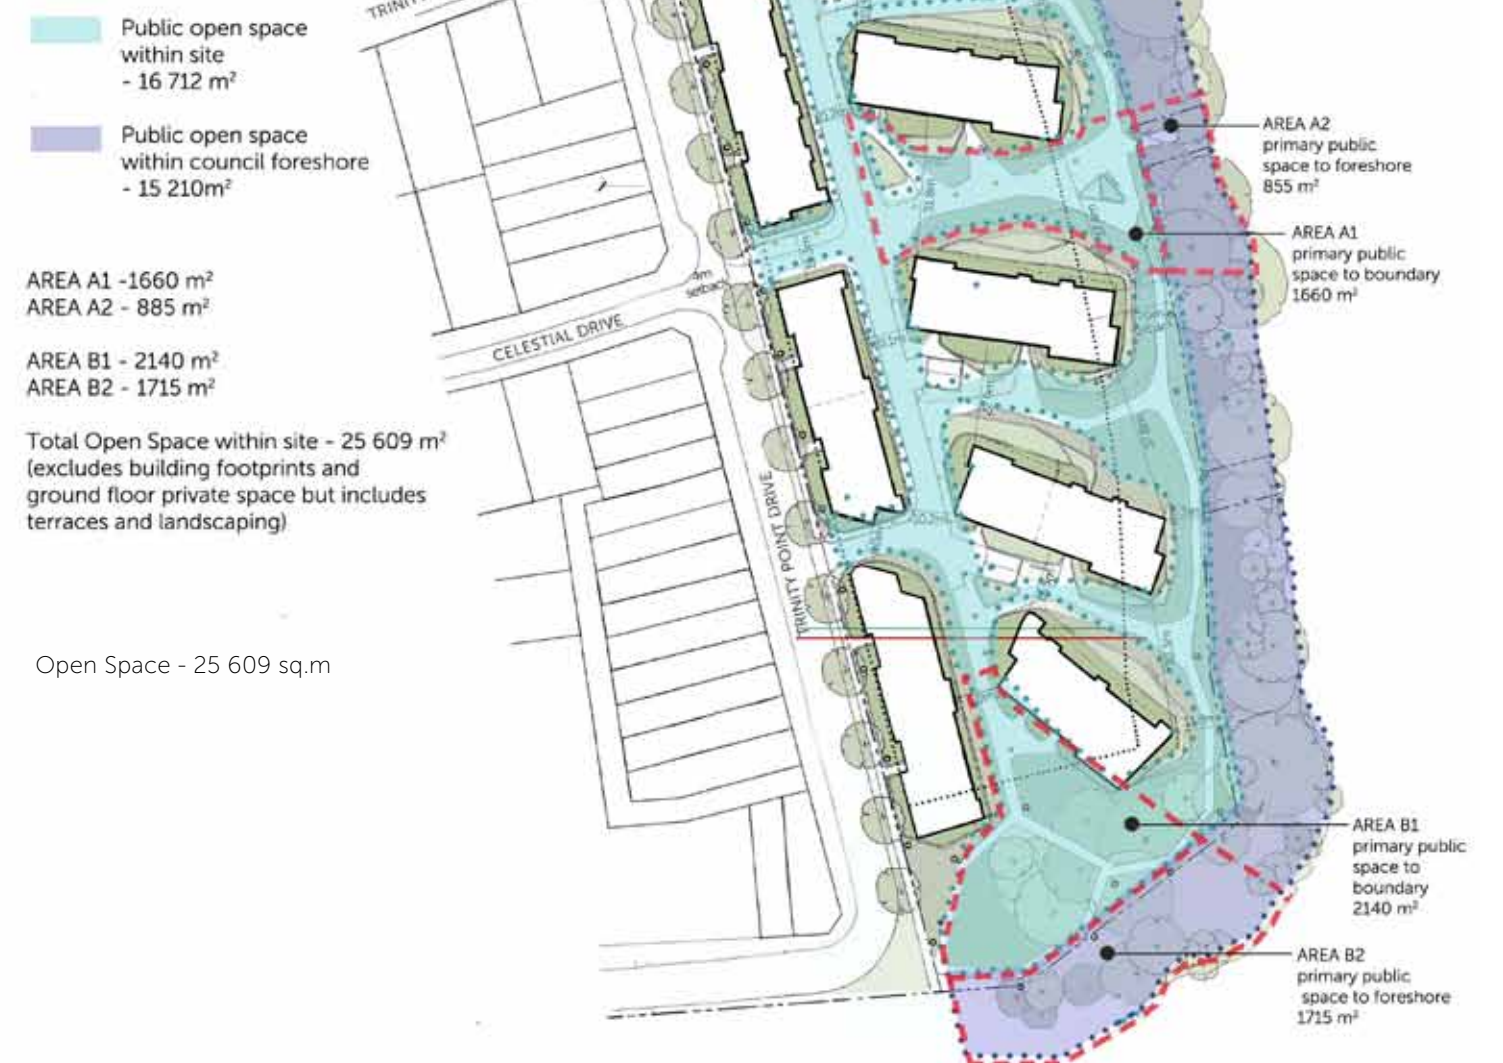 TRINI
Public open space
within site
- 16 712 m²
Public open space
within council foreshore
- 15 210m²
AREA A1 -1660 m²
AREA A2 - 885 m²
AREA B1 - 2140 m²
AREA B2 - 1715 m²
Total Open Space within site - 25 609 m²
(excludes building footprints and
ground floor private space but includes
terraces and landscaping)
Open Space - 25 609 sq.m
4m
setback
CELESTIAL DRIVE
TRINITY POINT DRIVE
AREA A2
primary public
space to foreshore
855 m²
AREA A1
primary public
space to boundary
1660 m²
AREA B1
primary public
space to
boundary
2140 m²
AREA B2
primary public
space to foreshore
1715 m²